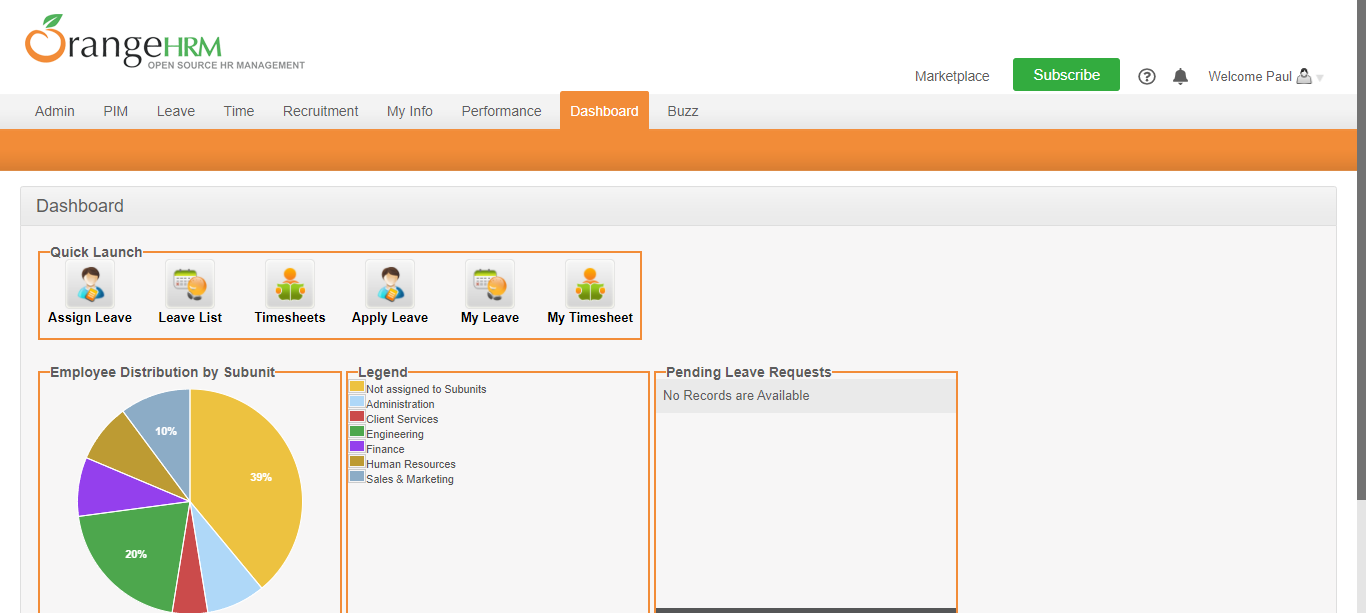 OrangeHRM
OPEN SOURCE HR MANAGEMENT
Marketplace Subscribe Welcome Paul
Admin PIM Leave Time Recruitment My Info Performance Dashboard Buzz
Dashboard
Quick Launch
Assign Leave Leave List Timesheets Apply Leave My Leave My Timesheet
Employee Distribution by Subunit
10%
39%
20%
Legend
Not assigned to Subunits
Administration
Client Services
Engineering
Finance
Human Resources
Sales & Marketing
Pending Leave Requests
No Records are Available